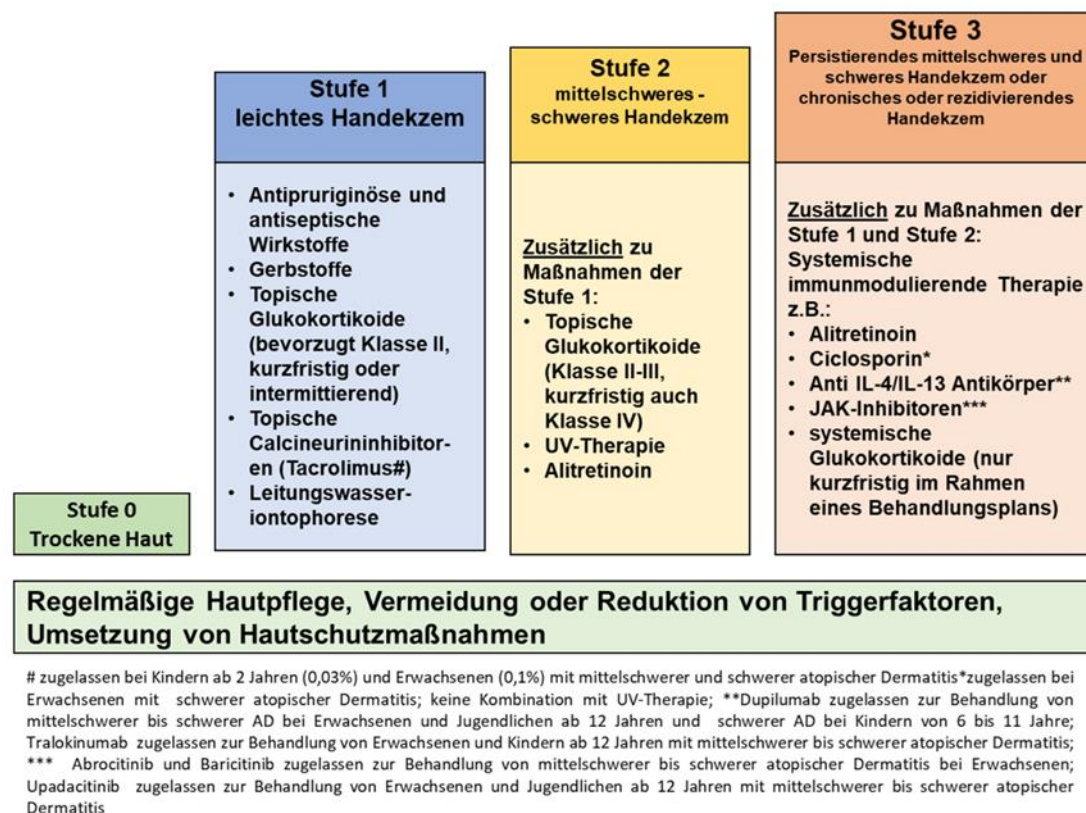 Stufe 0
Trockene Haut
Stufe 1
leichtes Handekzem
• Antipruriginöse und
antiseptische
Wirkstoffe
• Gerbstoffe
• Topische
Glukokortikoide
(bevorzugt Klasse II,
kurzfristig oder
intermittierend)
• Topische
Calcineurininhibitor-
en (Tacrolimus#)
• Leitungswasser-
iontophorese
Stufe 2
mittelschweres -
schweres Handekzem
Zusätzlich zu
Maßnahmen der
Stufe 1:
• Topische
Glukokortikoide
(Klasse II-III,
kurzfristig auch
Klasse IV)
• UV-Therapie
• Alitretinoin
Stufe 3
Persistierendes mittelschweres und
schweres Handekzem oder
chronisches oder rezidivierendes
Handekzem
Zusätzlich zu Maßnahmen der
Stufe 1 und Stufe 2:
Systemische
immunmodulierende Therapie
z.B.:
• Alitretinoin
• Ciclosporin*
• Anti IL-4/IL-13 Antikörper**
• JAK-Inhibitoren***
• systemische
Glukokortikoide (nur
kurzfristig im Rahmen
eines Behandlungsplans)
Regelmäßige Hautpflege, Vermeidung oder Reduktion von Triggerfaktoren,
Umsetzung von Hautschutzmaßnahmen
# zugelassen bei Kindern ab 2 Jahren (0,03%) und Erwachsenen (0,1%) mit mittelschwerer und schwerer atopischer Dermatitis*zugelassen bei
Erwachsenen mit schwerer atopischer Dermatitis; keine Kombination mit UV-Therapie; **Dupilumab zugelassen zur Behandlung von
mittelschwerer bis schwerer AD bei Erwachsenen und Jugendlichen ab 12 Jahren und schwerer AD bei Kindern von 6 bis 11 Jahre;
Tralokinumab zugelassen zur Behandlung von Erwachsenen und Kindern ab 12 Jahren mit mittelschwerer bis schwerer atopischer Dermatitis;
*** Abrocitinib und Baricitinib zugelassen zur Behandlung von mittelschwerer bis schwerer atopischer Dermatitis bei Erwachsenen;
Upadacitinib zugelassen zur Behandlung von Erwachsenen und Jugendlichen ab 12 Jahren mit mittelschwerer bis schwerer atopischer
Dermatitis